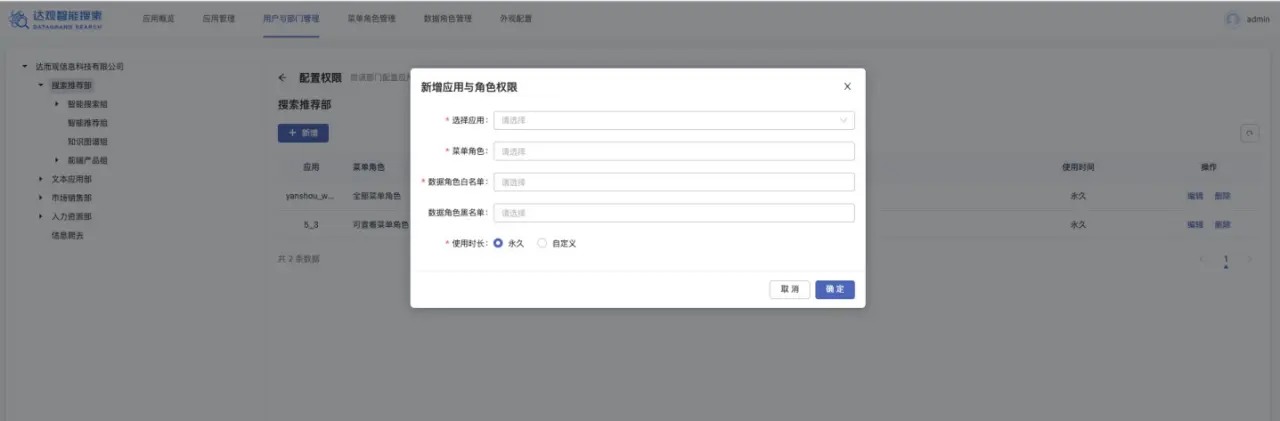 达观智能搜索 应用概览 应用管理 用户与部门管理 菜单角色管理 数据角色管理 外观配置 admin
DATAGRAND SEARCH
达而观信息科技有限公司
搜索推荐部
智能搜索组
智能推荐组
知识图谱组
前端产品组
文本应用部
市场销售部
人力资源部
信息爬去
配置权限
搜索推荐部
+ 新增
应用 菜单角色 使用时间 操作
yanshou_w... 全部菜单角色 永久 编辑 删除
5_3 可查看菜单角色 永久 编辑 删除
共 2 条数据 1
新增应用与角色权限
* 选择应用: 请选择
* 菜单角色: 请选择
* 数据角色白名单: 请选择
数据角色黑名单: 请选择
* 使用时长: 永久 自定义
取消 确定